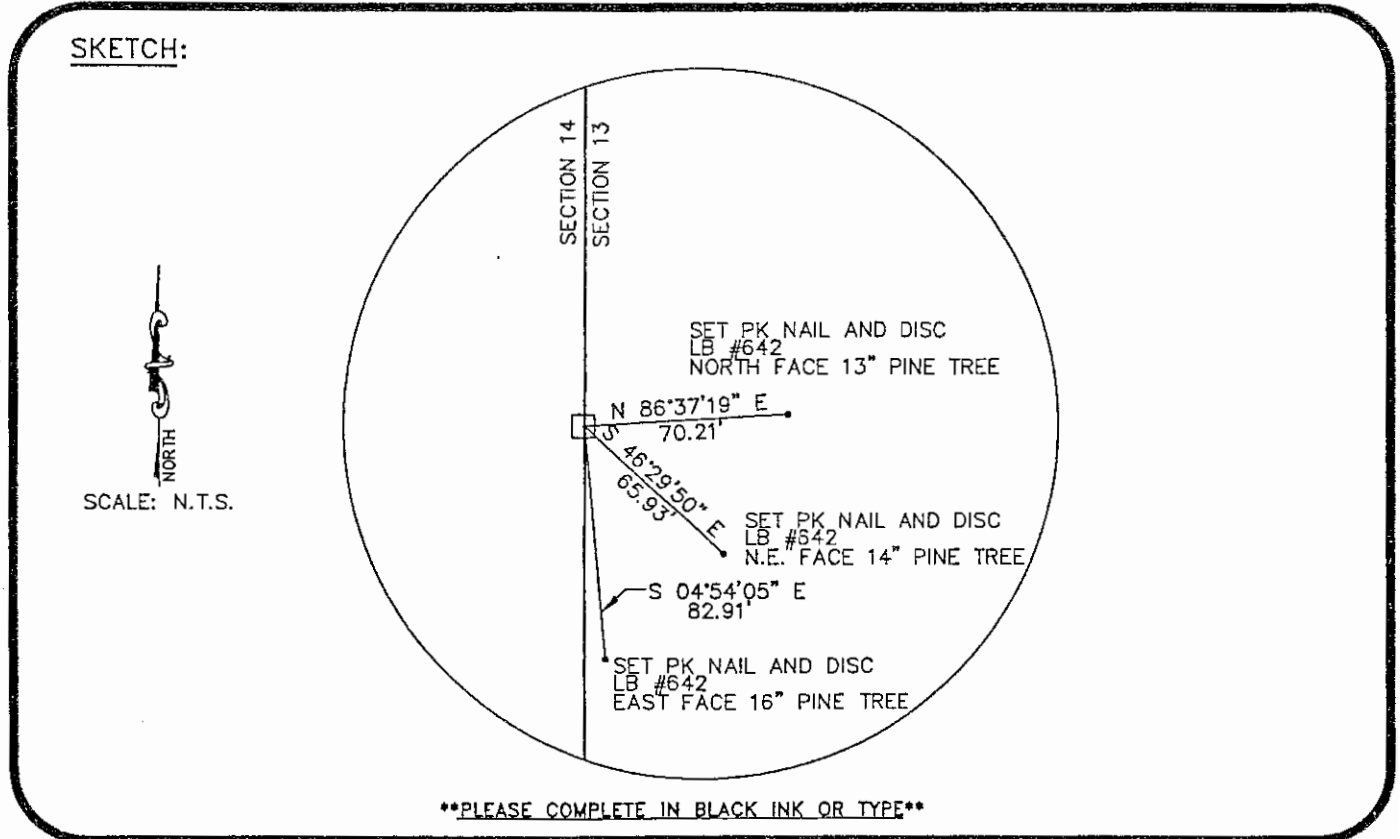 SKETCH:
SECTION 14
SECTION 13
SET PK NAIL AND DISC
LB #642
NORTH FACE 13" PINE TREE
N 86°37'19" E
70.21'
S 46°29'50" E
65.93'
NORTH
SCALE: N.T.S.
SET PK NAIL AND DISC
LB #642
N.E. FACE 14" PINE TREE
S 04°54'05" E
82.91'
SET PK NAIL AND DISC
LB #642
EAST FACE 16" PINE TREE
**PLEASE COMPLETE IN BLACK INK OR TYPE**